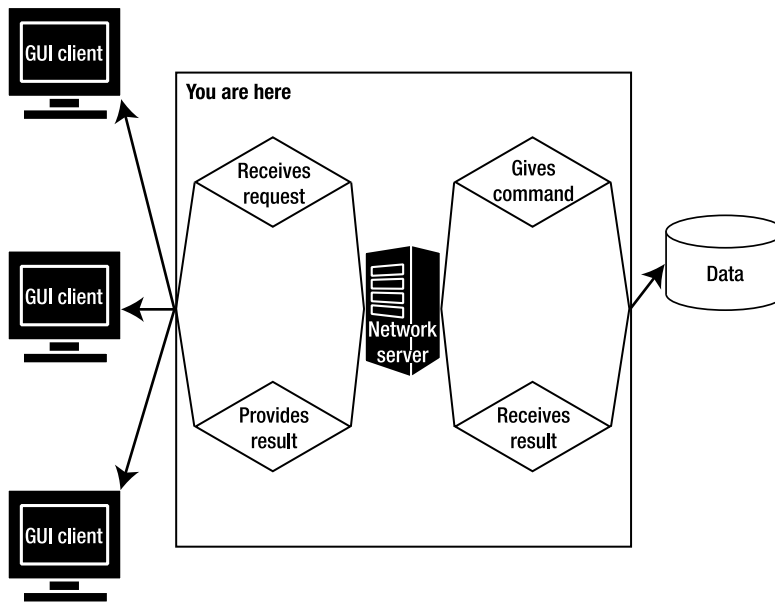 GUI client
You are here
Receives
request
Gives
command
GUI client
Network
server
Data
Provides
result
Receives
result
GUI client